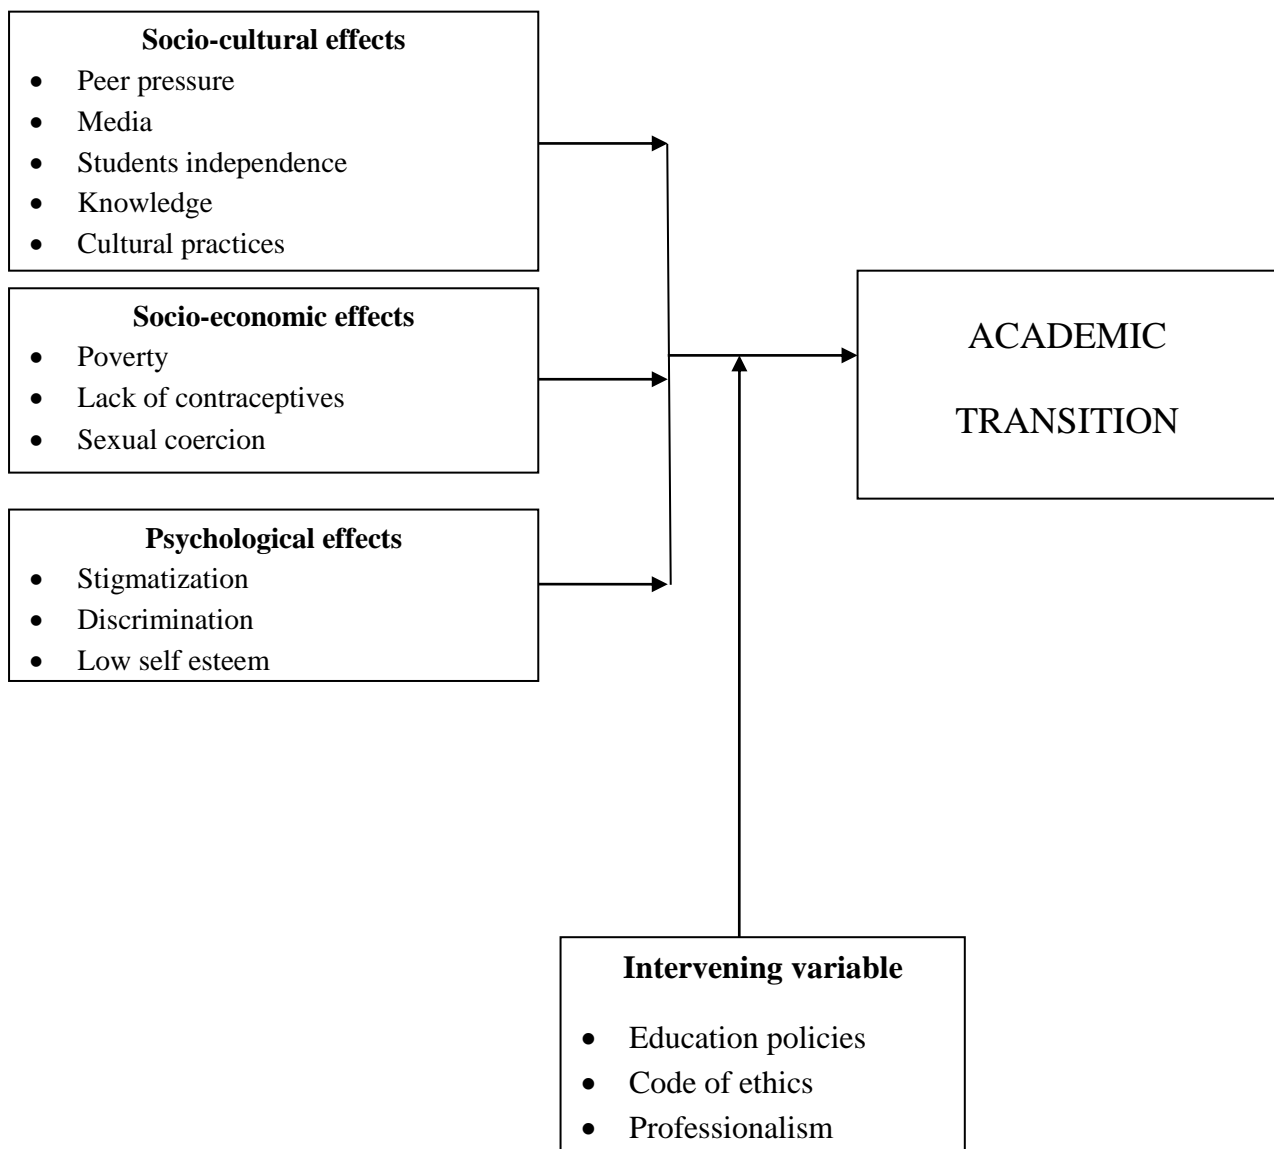 Socio-cultural effects
• Peer pressure
• Media
• Students independence
• Knowledge
• Cultural practices
Socio-economic effects
• Poverty
• Lack of contraceptives
• Sexual coercion
Psychological effects
• Stigmatization
• Discrimination
• Low self esteem
ACADEMIC
TRANSITION
Intervening variable
• Education policies
• Code of ethics
• Professionalism